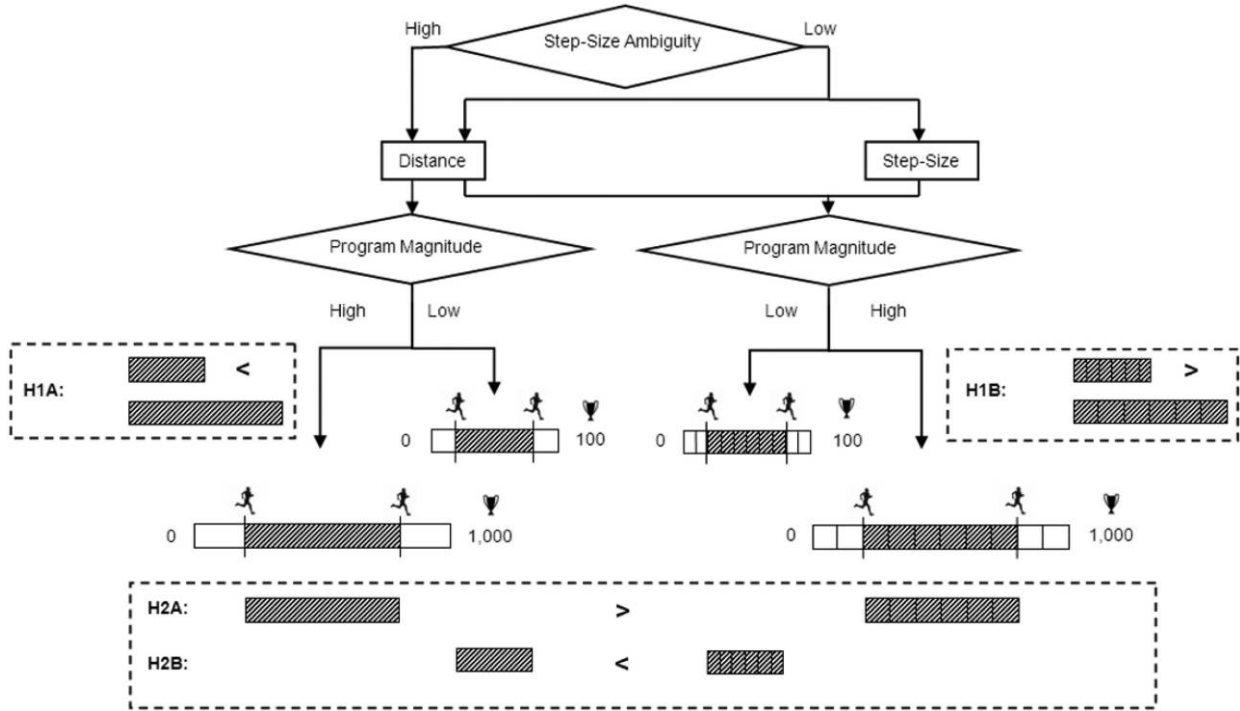 High
Step-Size Ambiguity
Low
Distance
Step-Size
Program Magnitude
Program Magnitude
High
Low
Low
High
H1A:
<
H1B:
>
0
100
0
100
0
1,000
0
1,000
H2A:
>
H2B:
<